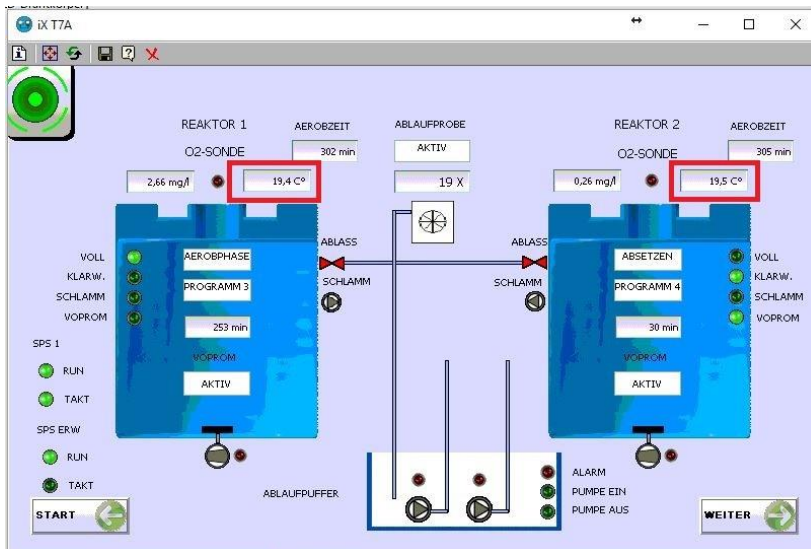 iX T7A
REAKTOR 1
AEROBZEIT
ABLAUFPROBE
REAKTOR 2
AEROBZEIT
O2-SONDE
302 min
AKTIV
O2-SONDE
305 min
2,66 mg/l
19,4 C°
19 X
0,26 mg/l
19,5 C°
ABLASS
ABLASS
VOLL
AEROBPHASE
ABSETZEN
VOLL
KLARW.
SCHLAMM
SCHLAMM
KLARW.
SCHLAMM
PROGRAMM 3
PROGRAMM 4
SCHLAMM
VOPROM
253 min
30 min
VOPROM
SPS 1
VOPROM
VOPROM
RUN
AKTIV
AKTIV
TAKT
SPS ERW
RUN
ALARM
TAKT
ABLAUFPUFFER
PUMPE EIN
START
PUMPE AUS
WEITER